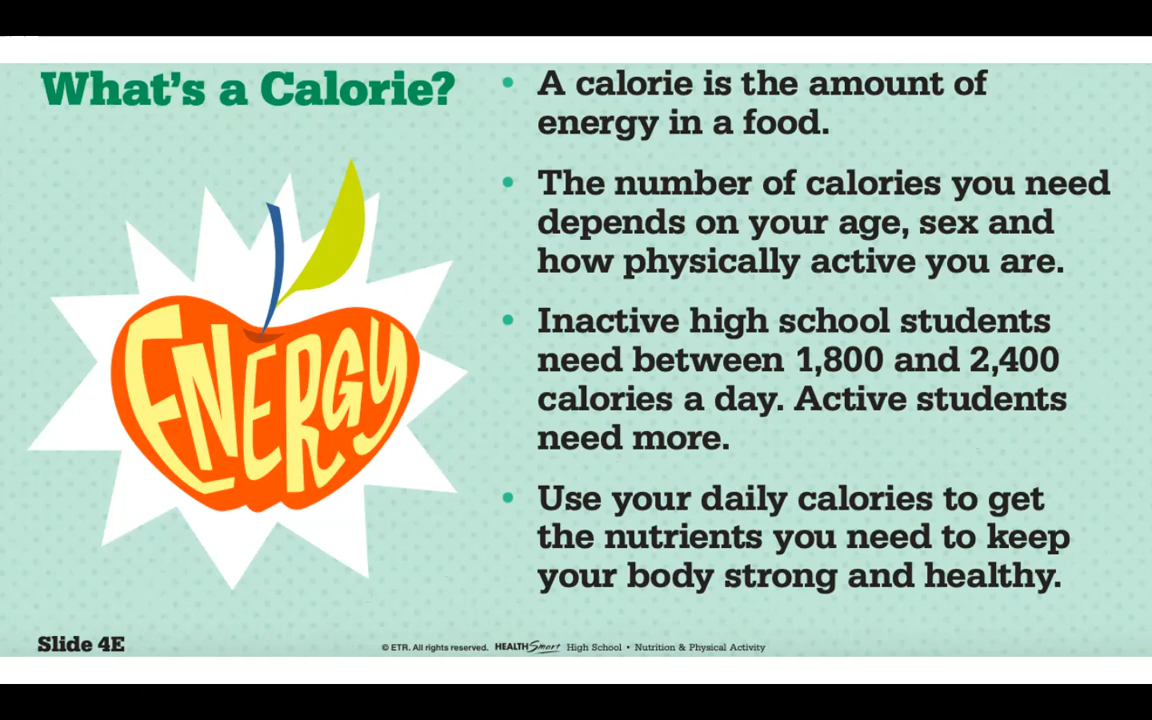 What's a Calorie?
ENERGY
• A calorie is the amount of
energy in a food.
• The number of calories you need
depends on your age, sex and
how physically active you are.
• Inactive high school students
need between 1,800 and 2,400
calories a day. Active students
need more.
• Use your daily calories to get
the nutrients you need to keep
your body strong and healthy.
Slide 4E
© ETR. All rights reserved. HEALTHSmart High School • Nutrition & Physical Activity